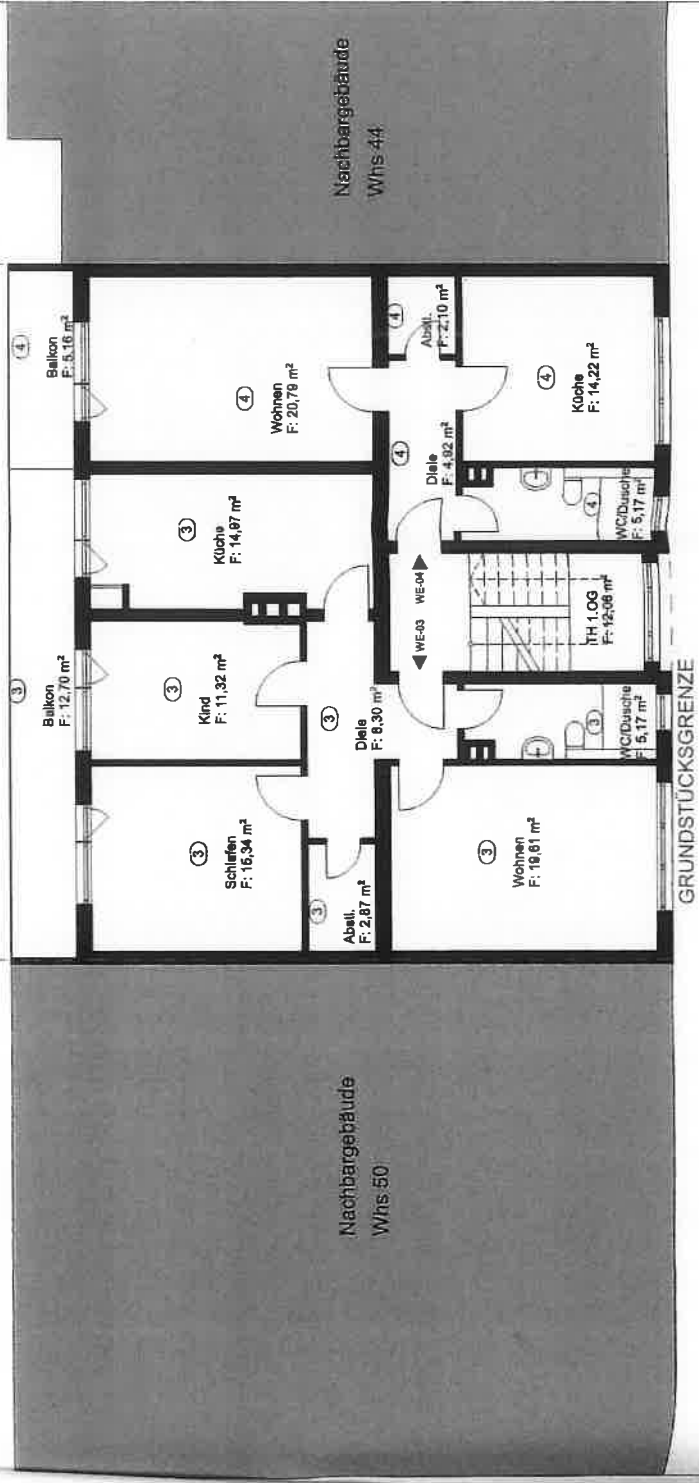 Nachbargebäude
Whs 44
④
Balkon
F: 5,16 m²
④
Wohnen
F: 20,79 m²
④
Abstl.
F: 2,10 m²
④
Küche
F: 14,22 m²
④
Diele
F: 4,92 m²
④
WC/Dusche
F: 5,17 m²
③
Küche
F: 14,97 m²
WE-03
WE-04
TH 1.OG
F: 12,06 m²
③
Balkon
F: 12,70 m²
③
Kind
F: 11,32 m²
③
Diele
F: 8,30 m²
③
WC/Dusche
F: 5,17 m²
③
Schlafen
F: 15,34 m²
③
Abstl.
F: 2,87 m²
③
Wohnen
F: 19,61 m²
GRUNDSTÜCKSGRENZE
Nachbargebäude
Whs 50